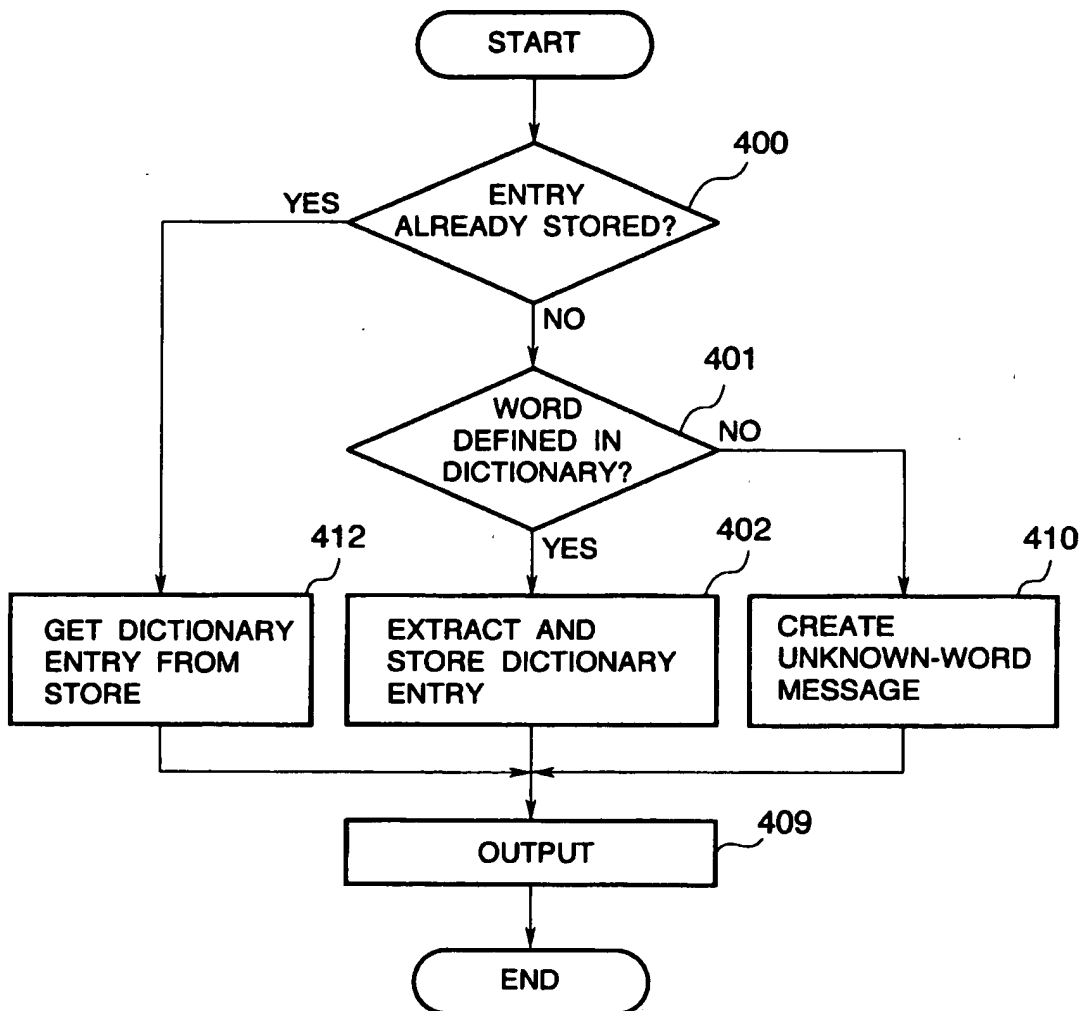 START
400
ENTRY
ALREADY STORED?
YES
NO
401
WORD
DEFINED IN
DICTIONARY?
NO
YES
412
GET DICTIONARY
ENTRY FROM
STORE
402
EXTRACT AND
STORE DICTIONARY
ENTRY
410
CREATE
UNKNOWN-WORD
MESSAGE
409
OUTPUT
END